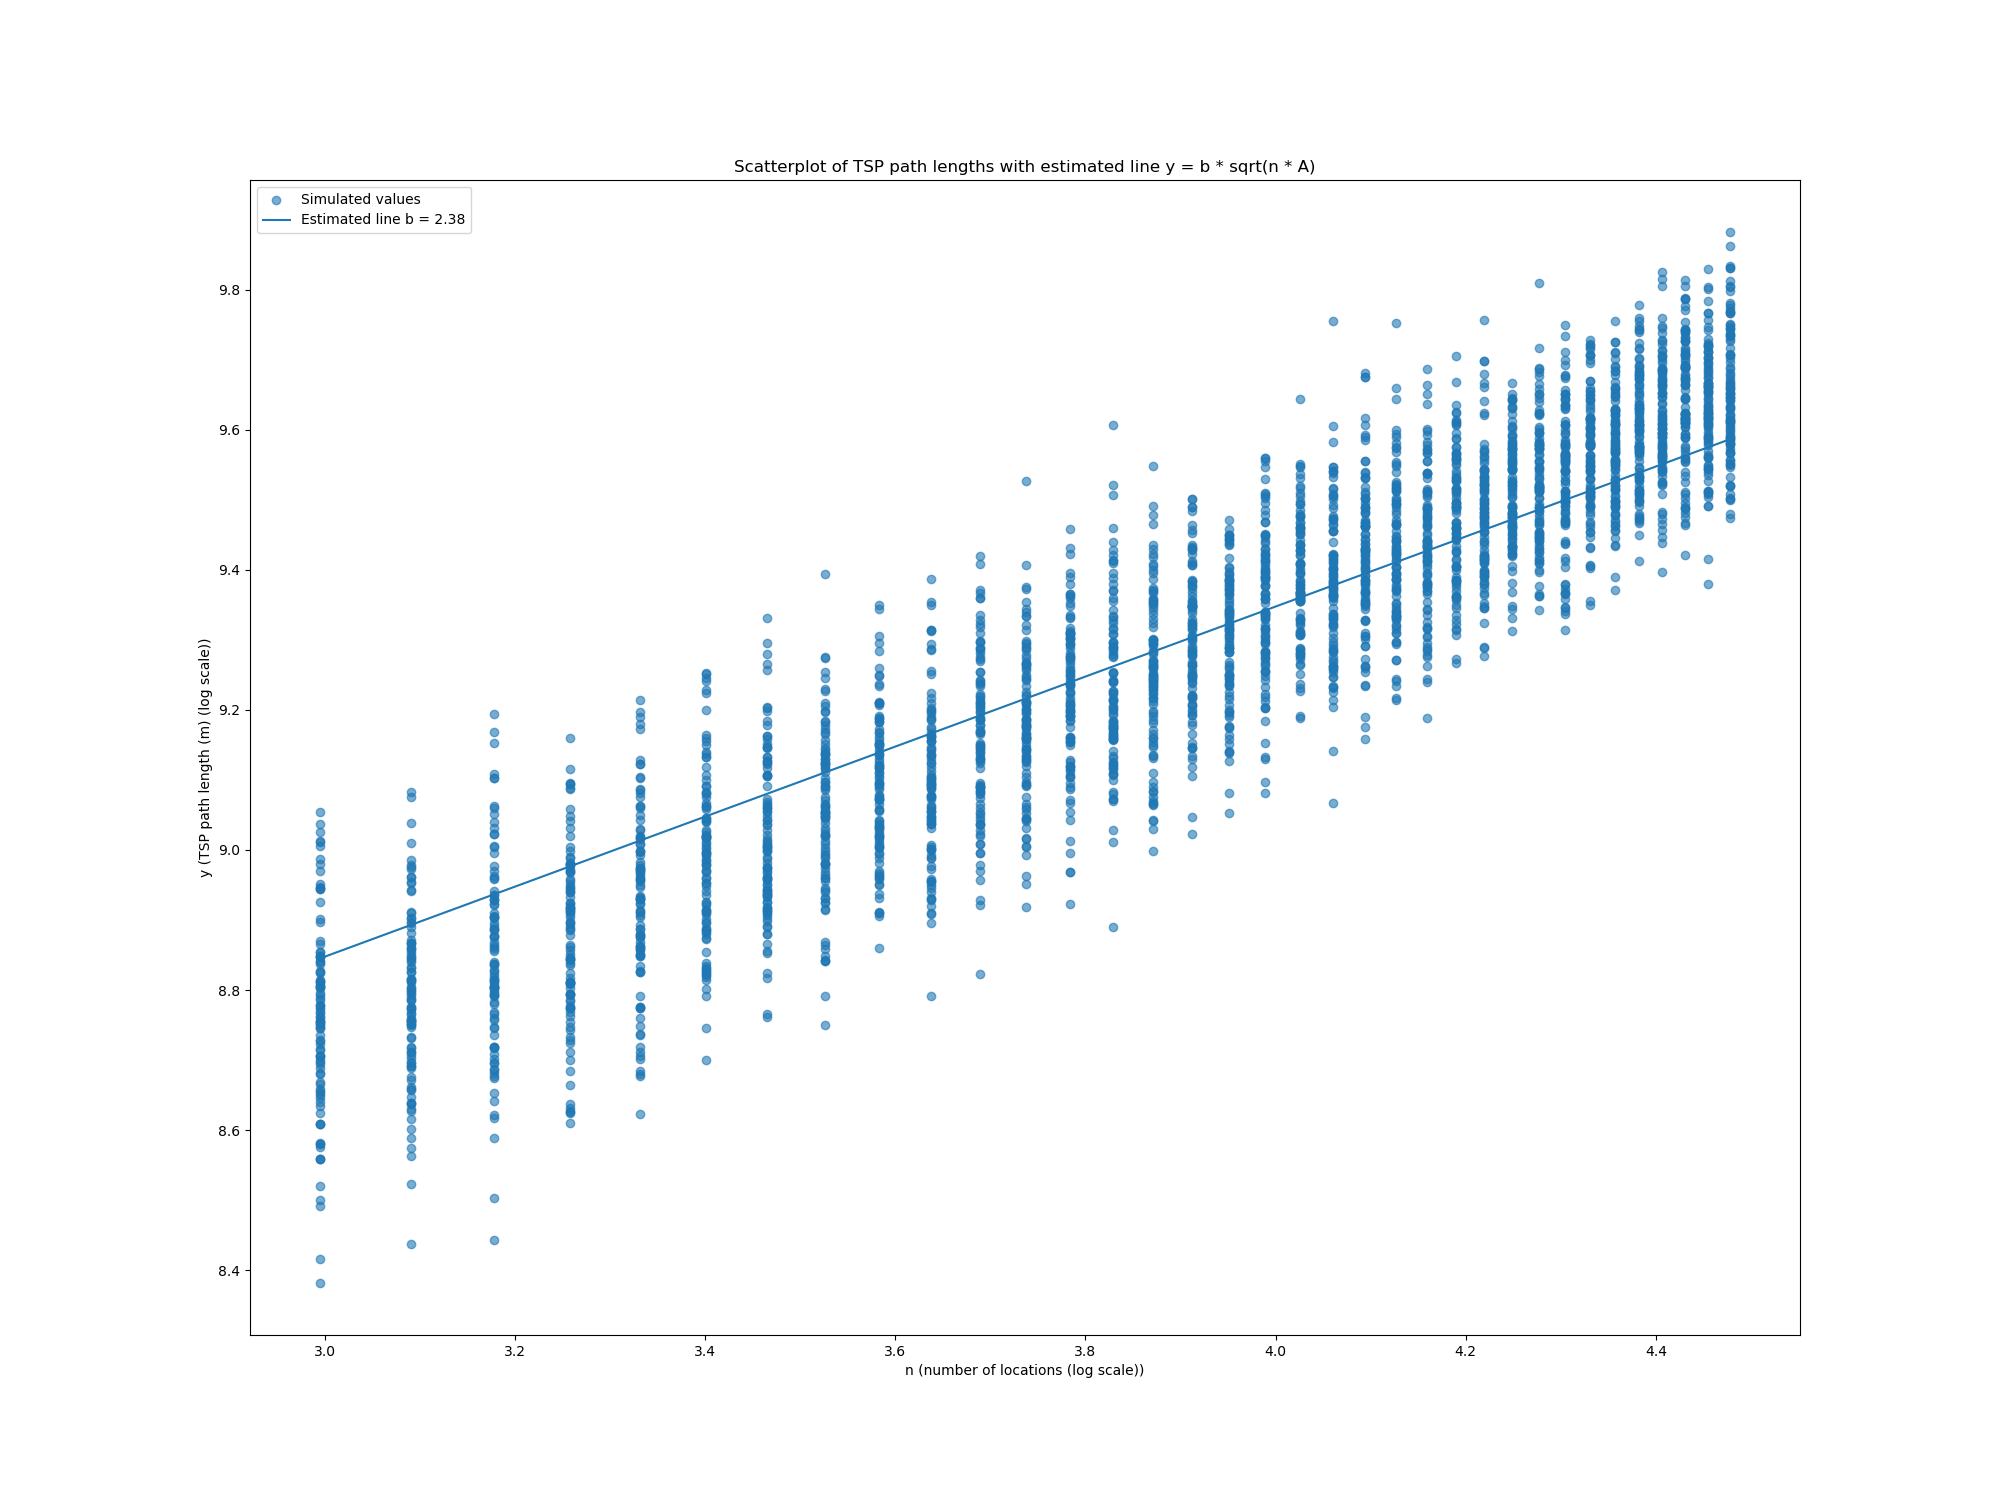 Scatterplot of TSP path lengths with estimated line y = b * sqrt(n * A)
Simulated values
Estimated line b = 2.38
y (TSP path length (m) (log scale))
9.8
9.6
9.4
9.2
9.0
8.8
8.6
8.4
3.0 3.2 3.4 3.6 3.8 4.0 4.2 4.4
n (number of locations (log scale))